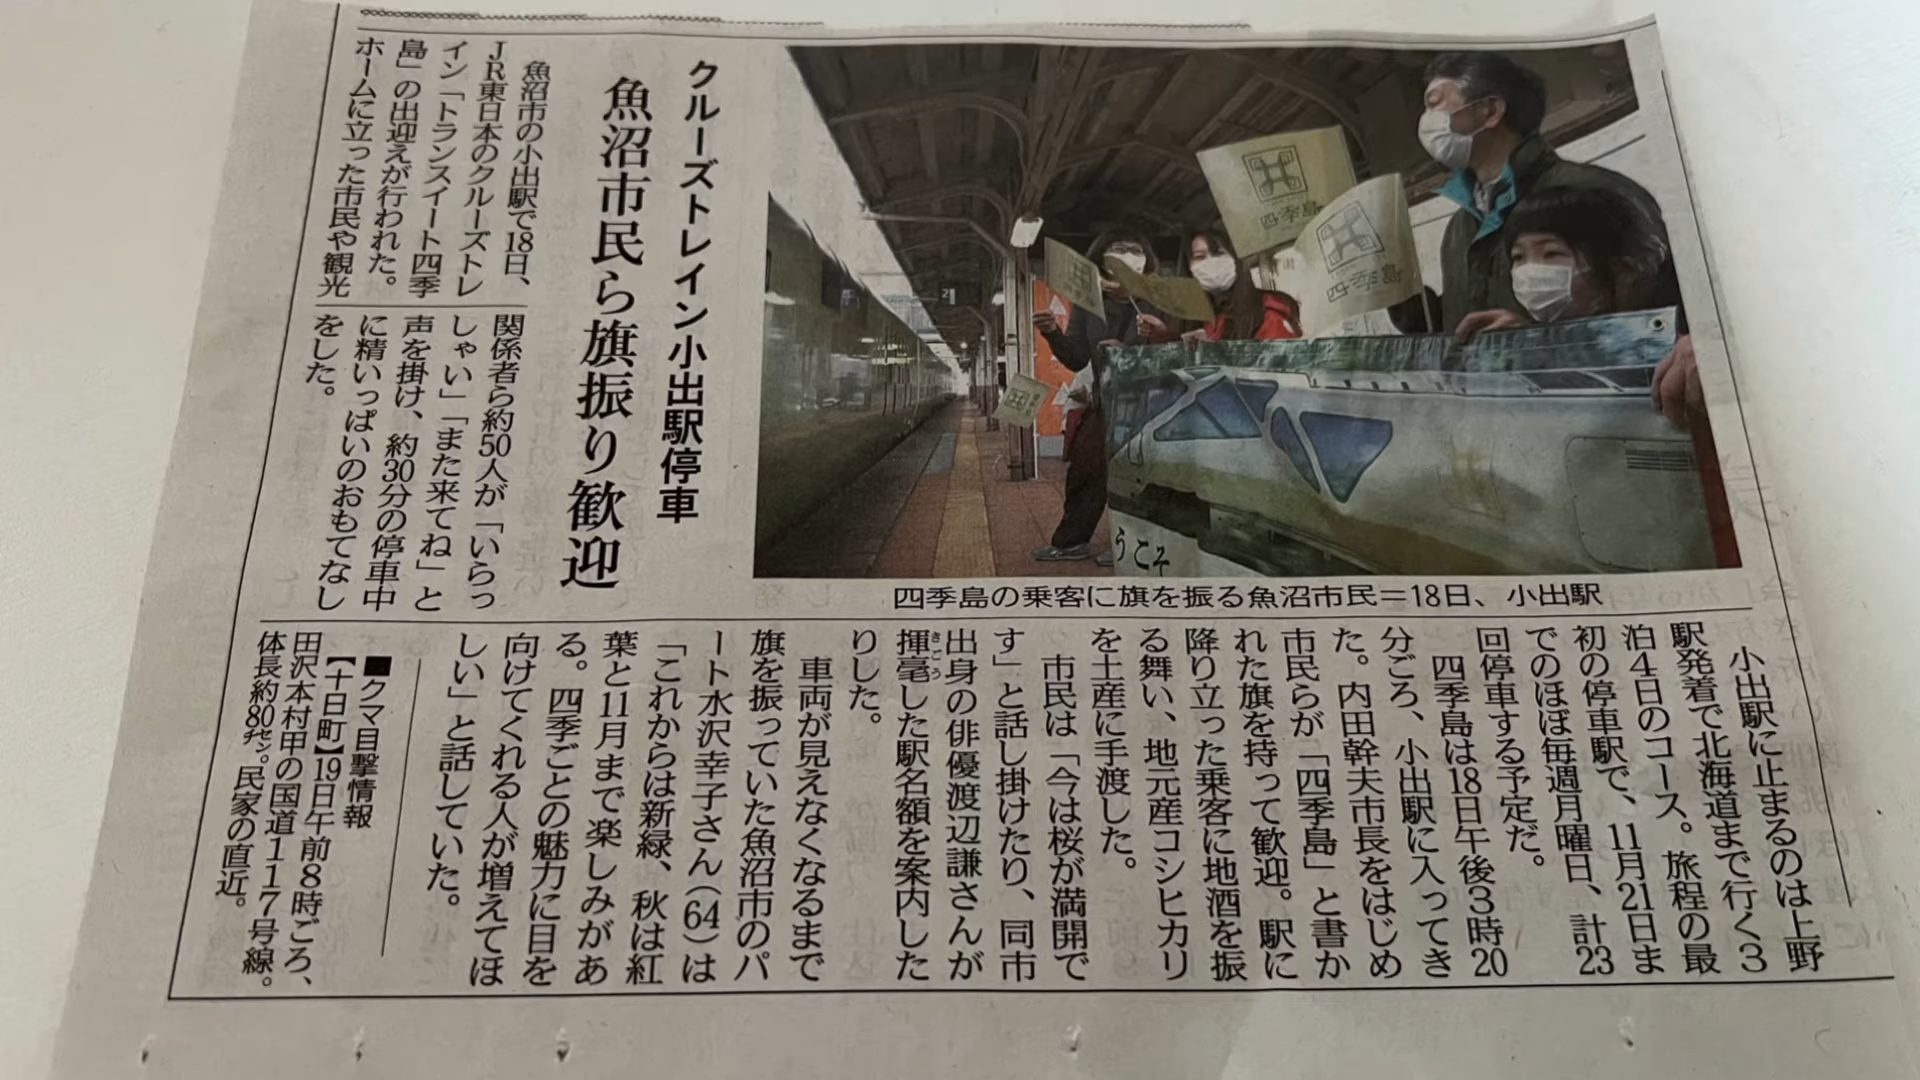 クルーズトレイン小出駅停車
魚沼市民ら旗振り歓迎
魚沼市の小出駅で18日、
JR東日本のクルーズトレ
イン「トランスイート四季
島」の出迎えが行われた。
ホームに立った市民や観光
関係者ら約50人が「いらっ
しゃい」「また来てね」と
声を掛け、約30分の停車中
に精いっぱいのおもてなし
をした。
四季島
四季島
うこそ
四季島の乗客に旗を振る魚沼市民=18日、小出駅
小出駅に止まるのは上野
駅発着で北海道まで行く3
泊4日のコース。旅程の最
初の停車駅で、11月21日ま
でのほぼ毎週月曜日、計23
回停車する予定だ。
四季島は18日午後3時20
分ごろ、小出駅に入ってき
た。内田幹夫市長をはじめ
市民らが「四季島」と書か
れた旗を持って歓迎。駅に
降り立った乗客に地酒を振
る舞い、地元産コシヒカリ
を土産に手渡した。
市民は「今は桜が満開で
す」と話し掛けたり、同市
出身の俳優渡辺謙さんが
揮毫きごうした駅名額を案内した
りした。
車両が見えなくなるまで
旗を振っていた魚沼市のパ
ート水沢幸子さん(64)は
「これからは新緑、秋は紅
葉と11月まで楽しみがあ
る。四季ごとの魅力に目を
向けてくれる人が増えてほ
しい」と話していた。
■クマ目撃情報
【十日町】19日午前8時ごろ、
田沢本村甲の国道117号線。
体長約80センチ。民家の直近。